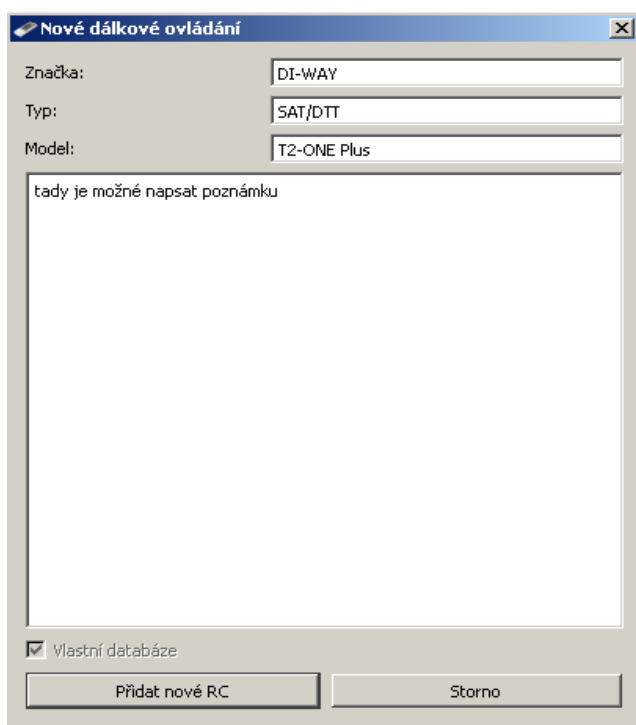 Nové dálkové ovládání
Značka: DI-WAY
Typ: SAT/DTT
Model: T2-ONE Plus
tady je možné napsat poznámku
Vlastní databáze
Přidat nové RC Storno